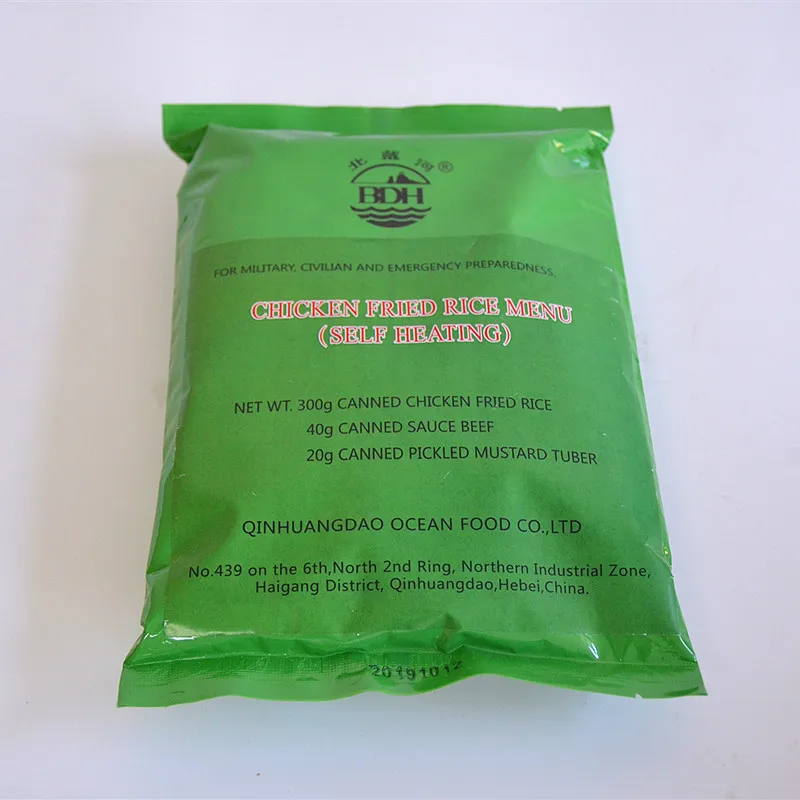 北戴河®
BDH
FOR MILITARY, CIVILIAN AND EMERGENCY PREPAREDNESS.
CHICKEN FRIED RICE MENU
(SELF HEATING)
NET WT. 300g CANNED CHICKEN FRIED RICE
40g CANNED SAUCE BEEF
20g CANNED PICKLED MUSTARD TUBER
QINHUANGDAO OCEAN FOOD CO.,LTD
No.439 on the 6th,North 2nd Ring, Northern Industrial Zone,
Haigang District, Qinhuangdao,Hebei,China.
20191012